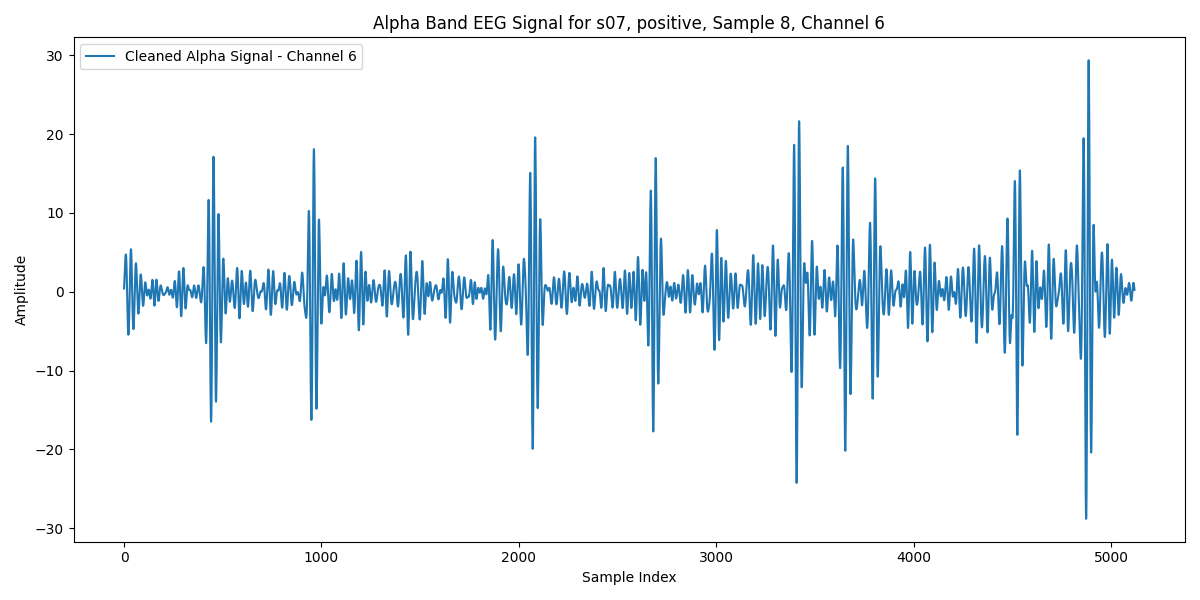 Alpha Band EEG Signal for s07, positive, Sample 8, Channel 6
Cleaned Alpha Signal - Channel 6
30
20
10
0
−10
−20
−30
Amplitude
0 1000 2000 3000 4000 5000
Sample Index